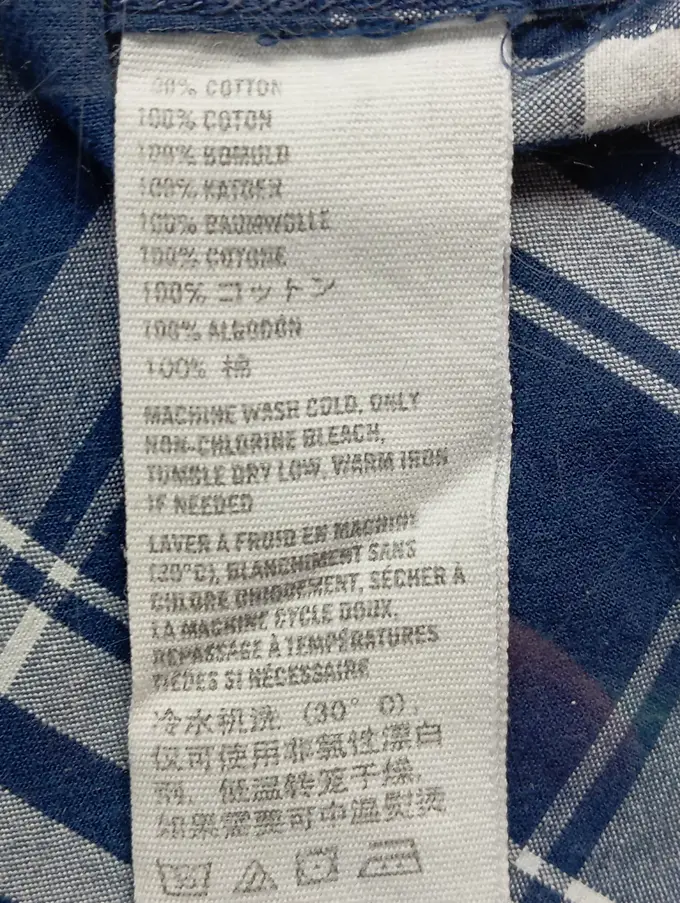 100% COTTON
100% COTON
100% BOMULD
100% KATOEN
100% BAUMWOLLE
100% COTONE
100% コットン
100% ALGODÓN
100% 棉
MACHINE WASH COLD, ONLY
NON-CHLORINE BLEACH,
TUMBLE DRY LOW, WARM IRON
IF NEEDED
LAVER À FROID EN MACHINE
(30°C), BLANCHIMENT SANS
CHLORE UNIQUEMENT, SÉCHER À
LA MACHINE CYCLE DOUX,
REPASSAGE À TEMPÉRATURES
TIÈDES SI NÉCESSAIRE
冷水机洗 (30° C),
仅可使用非氯性漂白
剂, 低温转笼干燥,
如果需要可中温熨烫